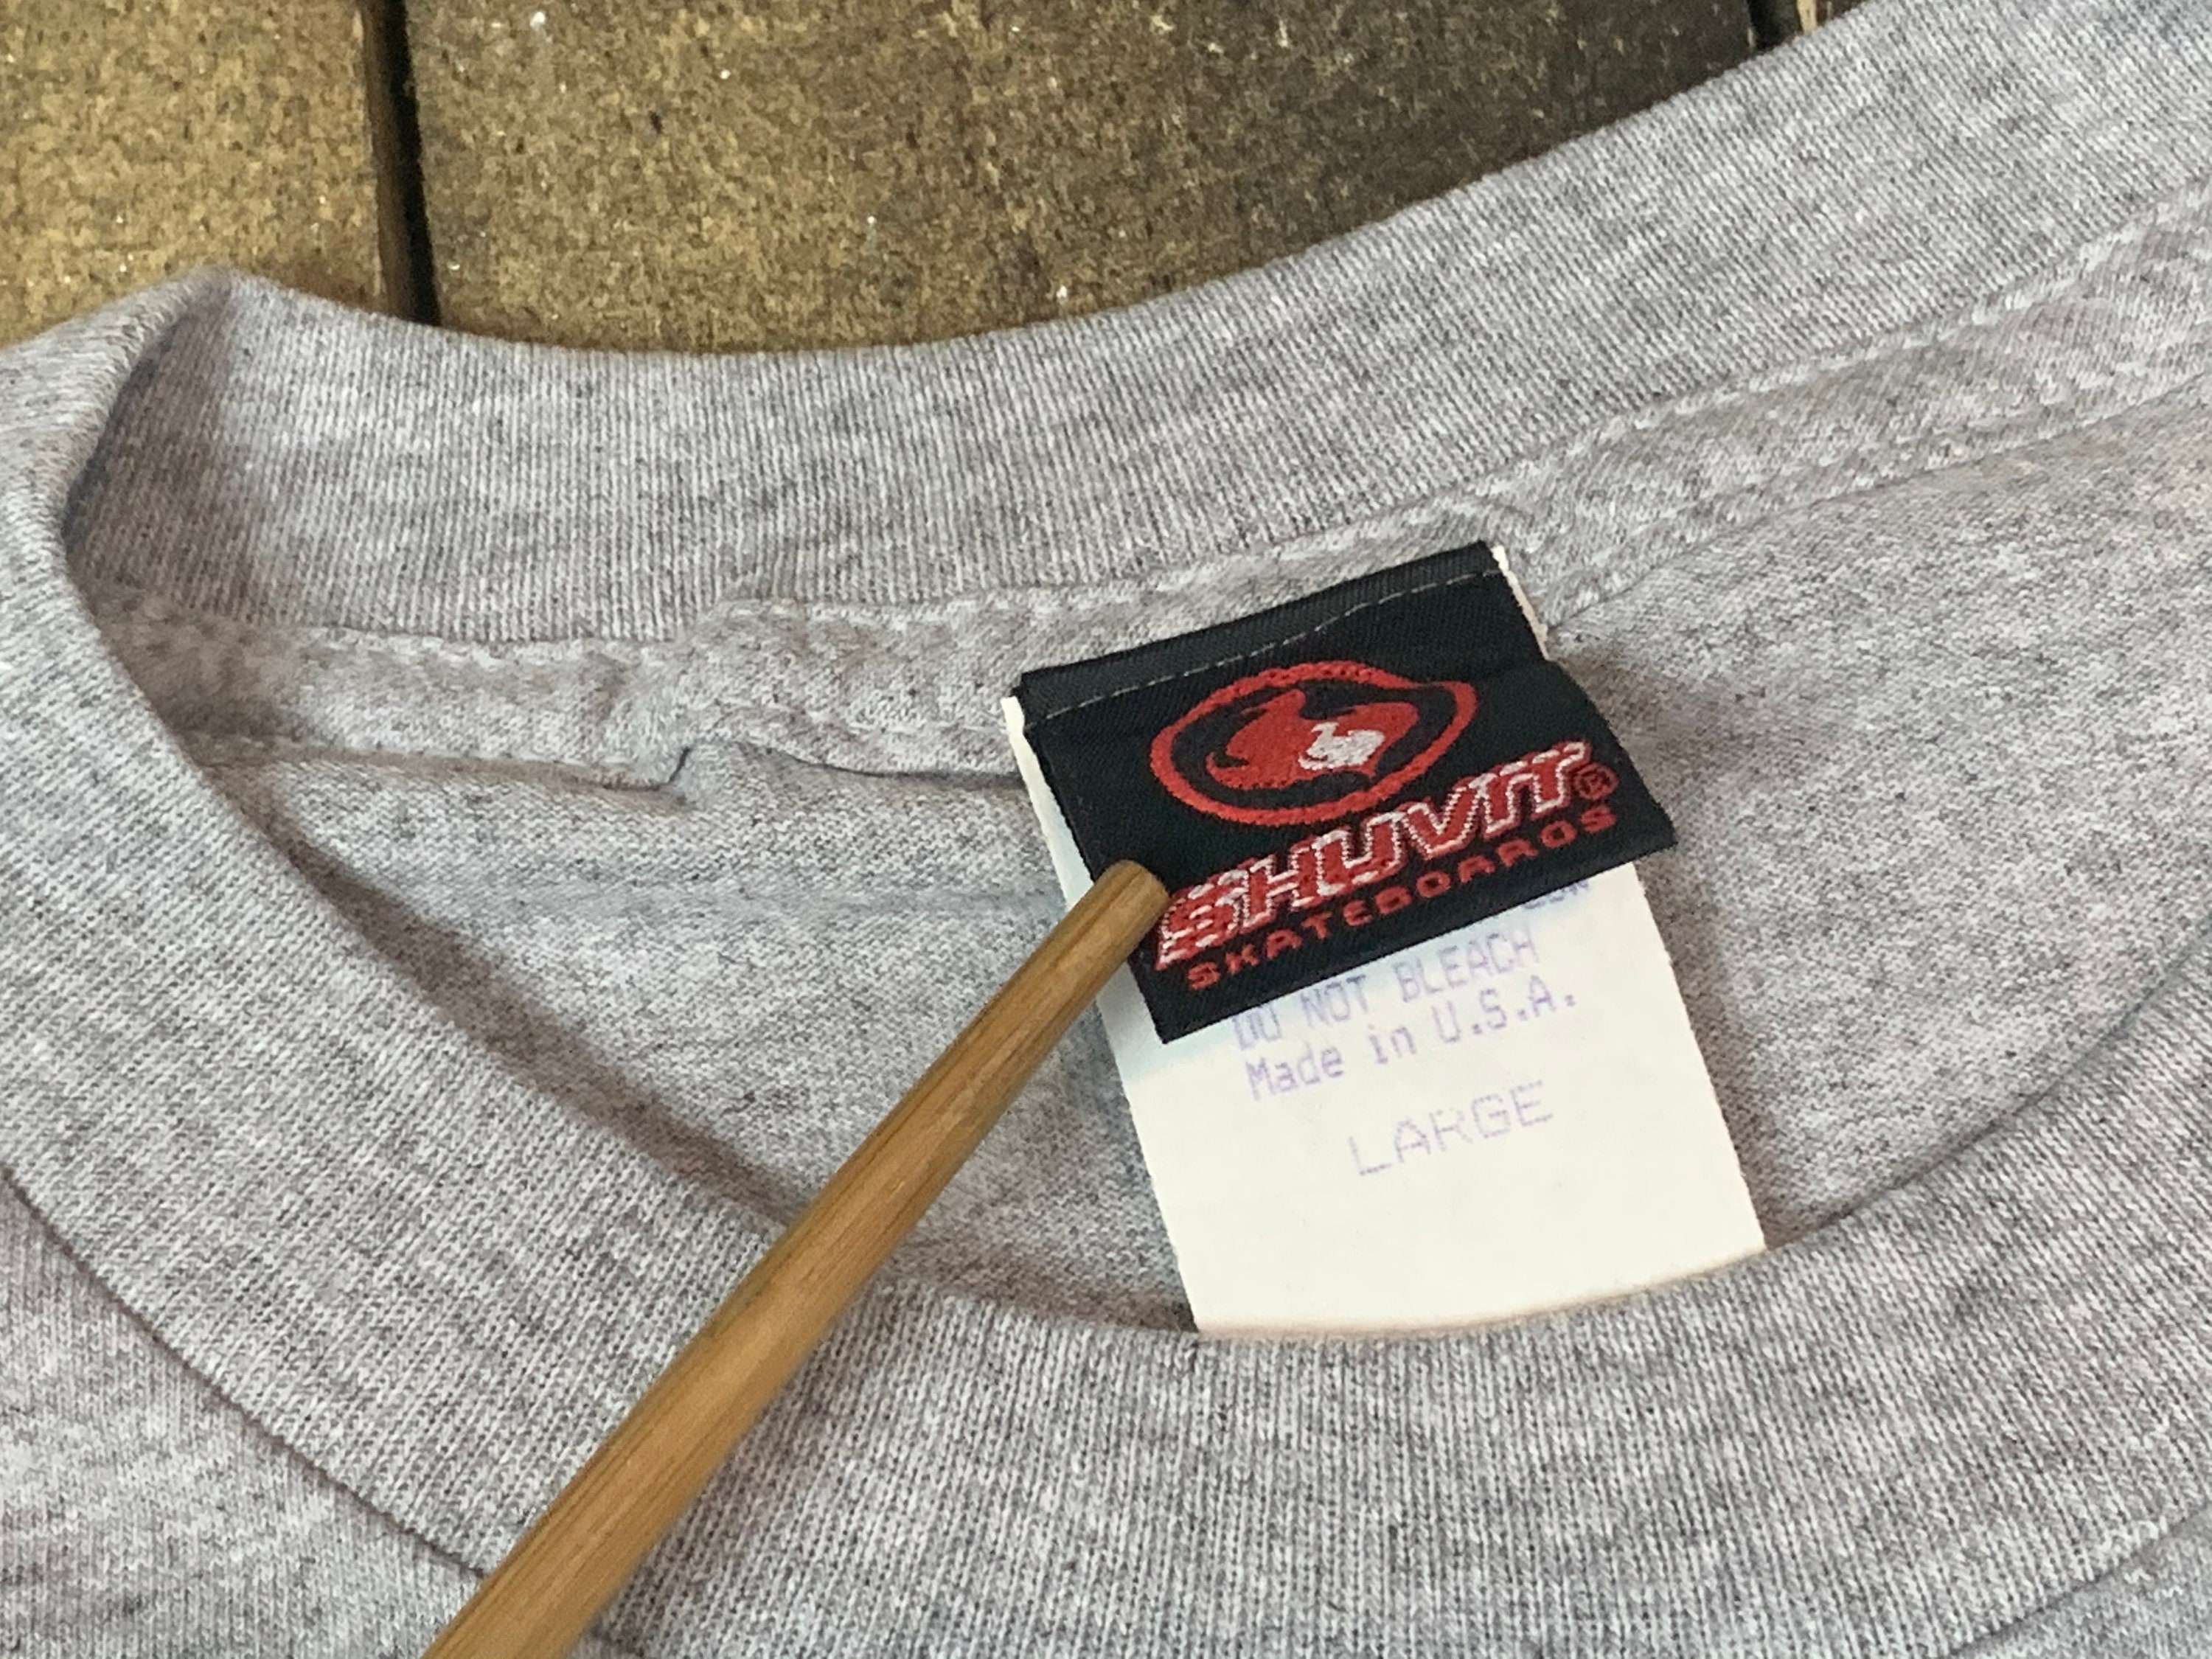 SHUVIT®
SKATEBOARDS
DO NOT BLEACH
Made in U.S.A.
LARGE